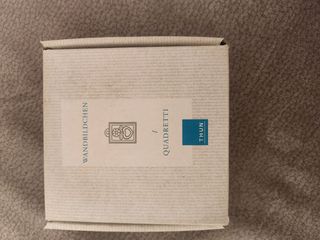 WANDBILDCHEN
/
QUADRETTI
THUN